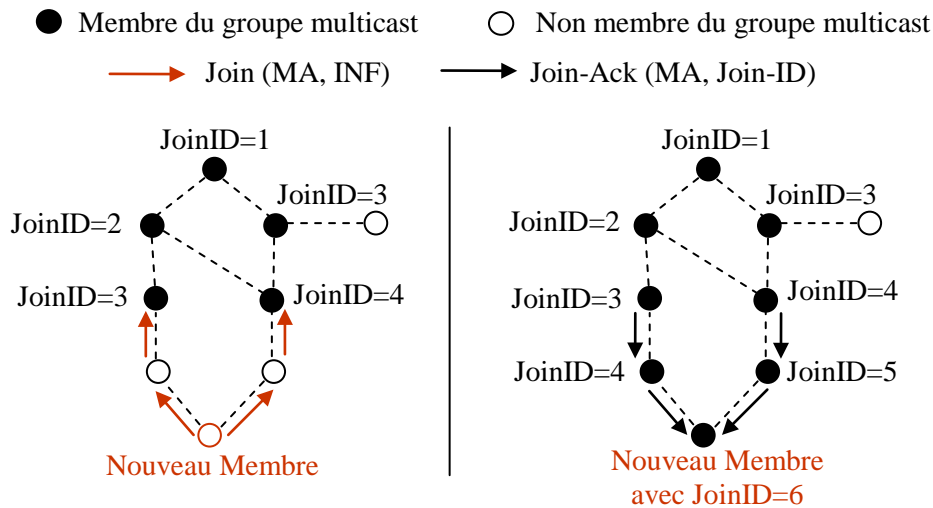 Membre du groupe multicast
Non membre du groupe multicast
Join (MA, INF)
Join-Ack (MA, Join-ID)
JoinID=1
JoinID=3
JoinID=2
JoinID=3
JoinID=4
Nouveau Membre
JoinID=1
JoinID=3
JoinID=2
JoinID=3
JoinID=4
JoinID=4
JoinID=5
Nouveau Membre
avec JoinID=6